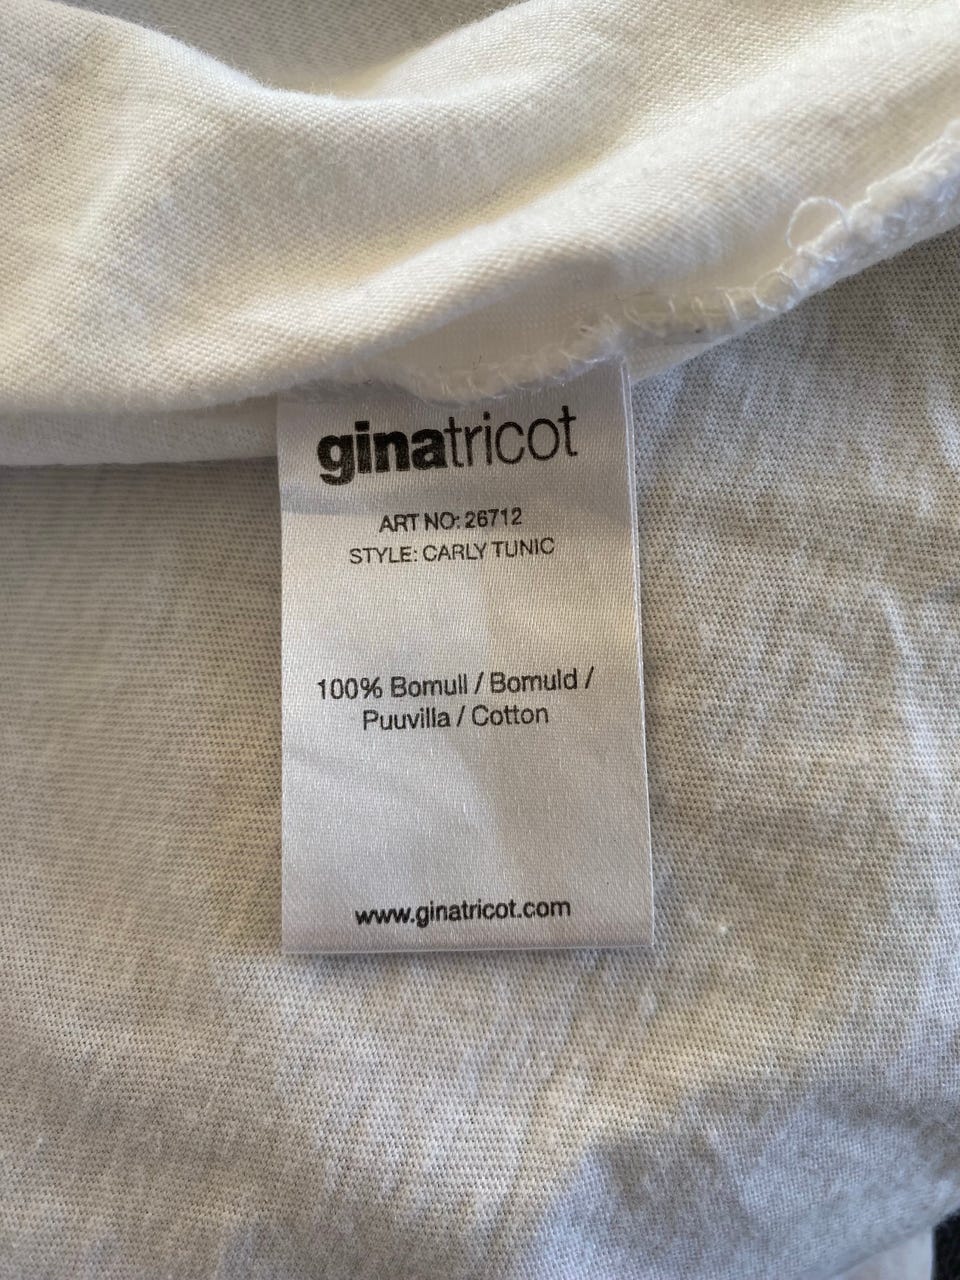 ginatricot
ART NO: 26712
STYLE: CARLY TUNIC
100% Bomull / Bomuld /
Puuvilla / Cotton
www.ginatricot.com